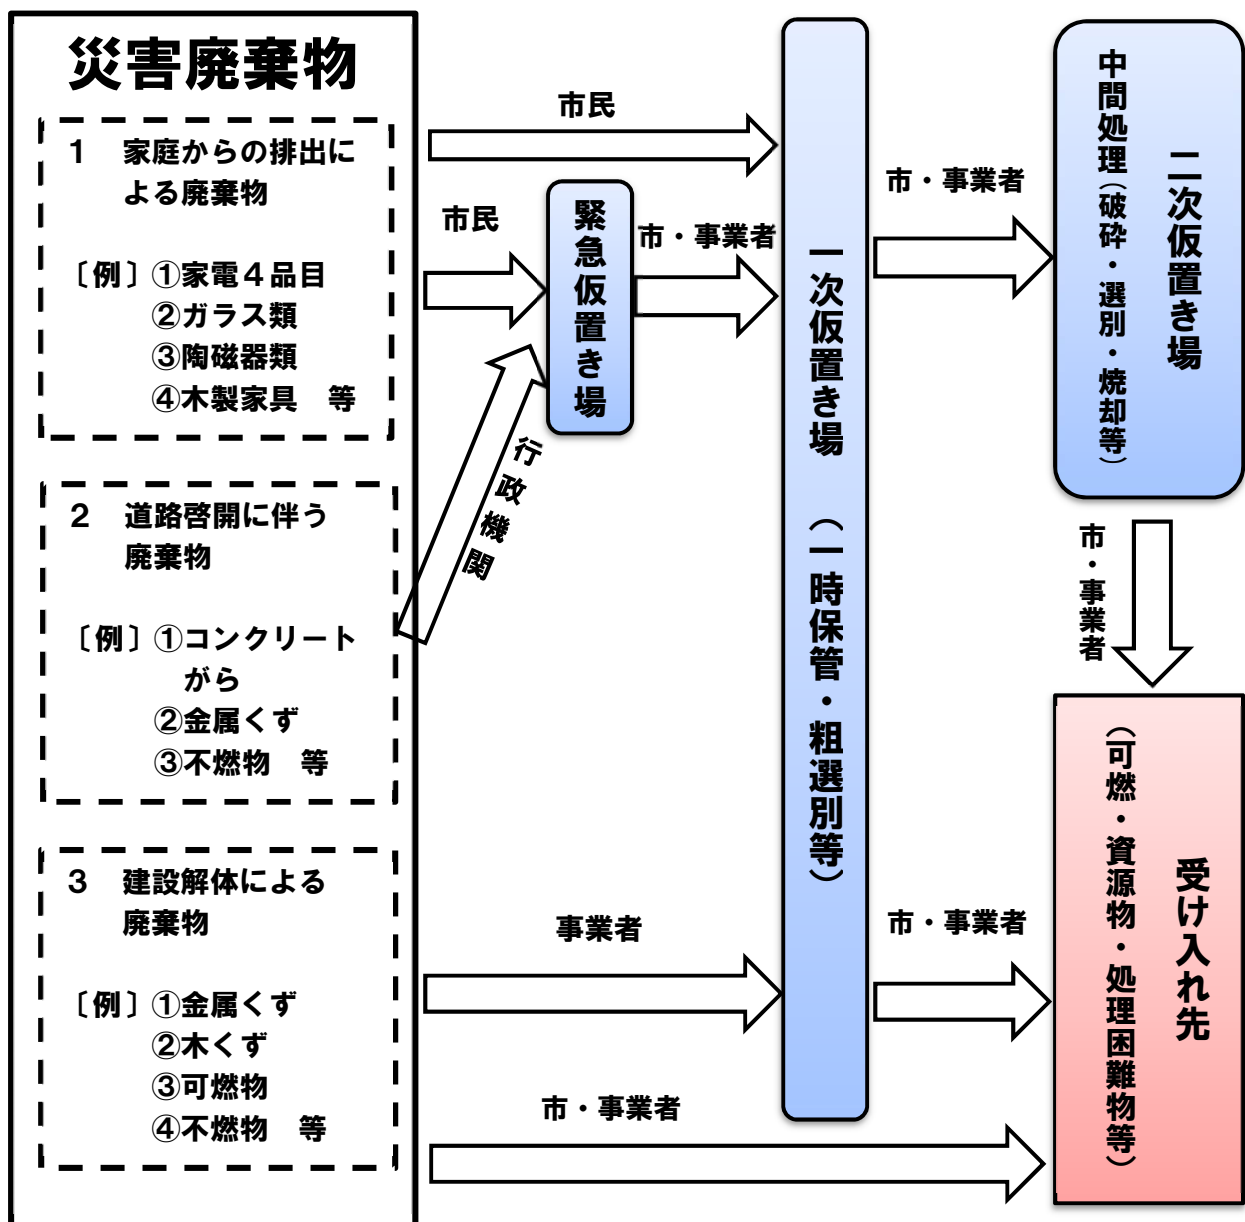 災害廃棄物
1　家庭からの排出に
よる廃棄物
〔例〕①家電４品目
②ガラス類
③陶磁器類
④木製家具　等
2　道路啓開に伴う
廃棄物
〔例〕①コンクリート
がら
②金属くず
③不燃物　等
3　建設解体による
廃棄物
〔例〕①金属くず
②木くず
③可燃物
④不燃物　等
市民
市民
行政機関
緊急仮置き場
市・事業者
事業者
市・事業者
一次仮置き場　（一時保管・粗選別等）
市・事業者
市・事業者
二次仮置き場
中間処理（破砕・選別・焼却等）
市・事業者
受け入れ先
（可燃・資源物・処理困難物等）